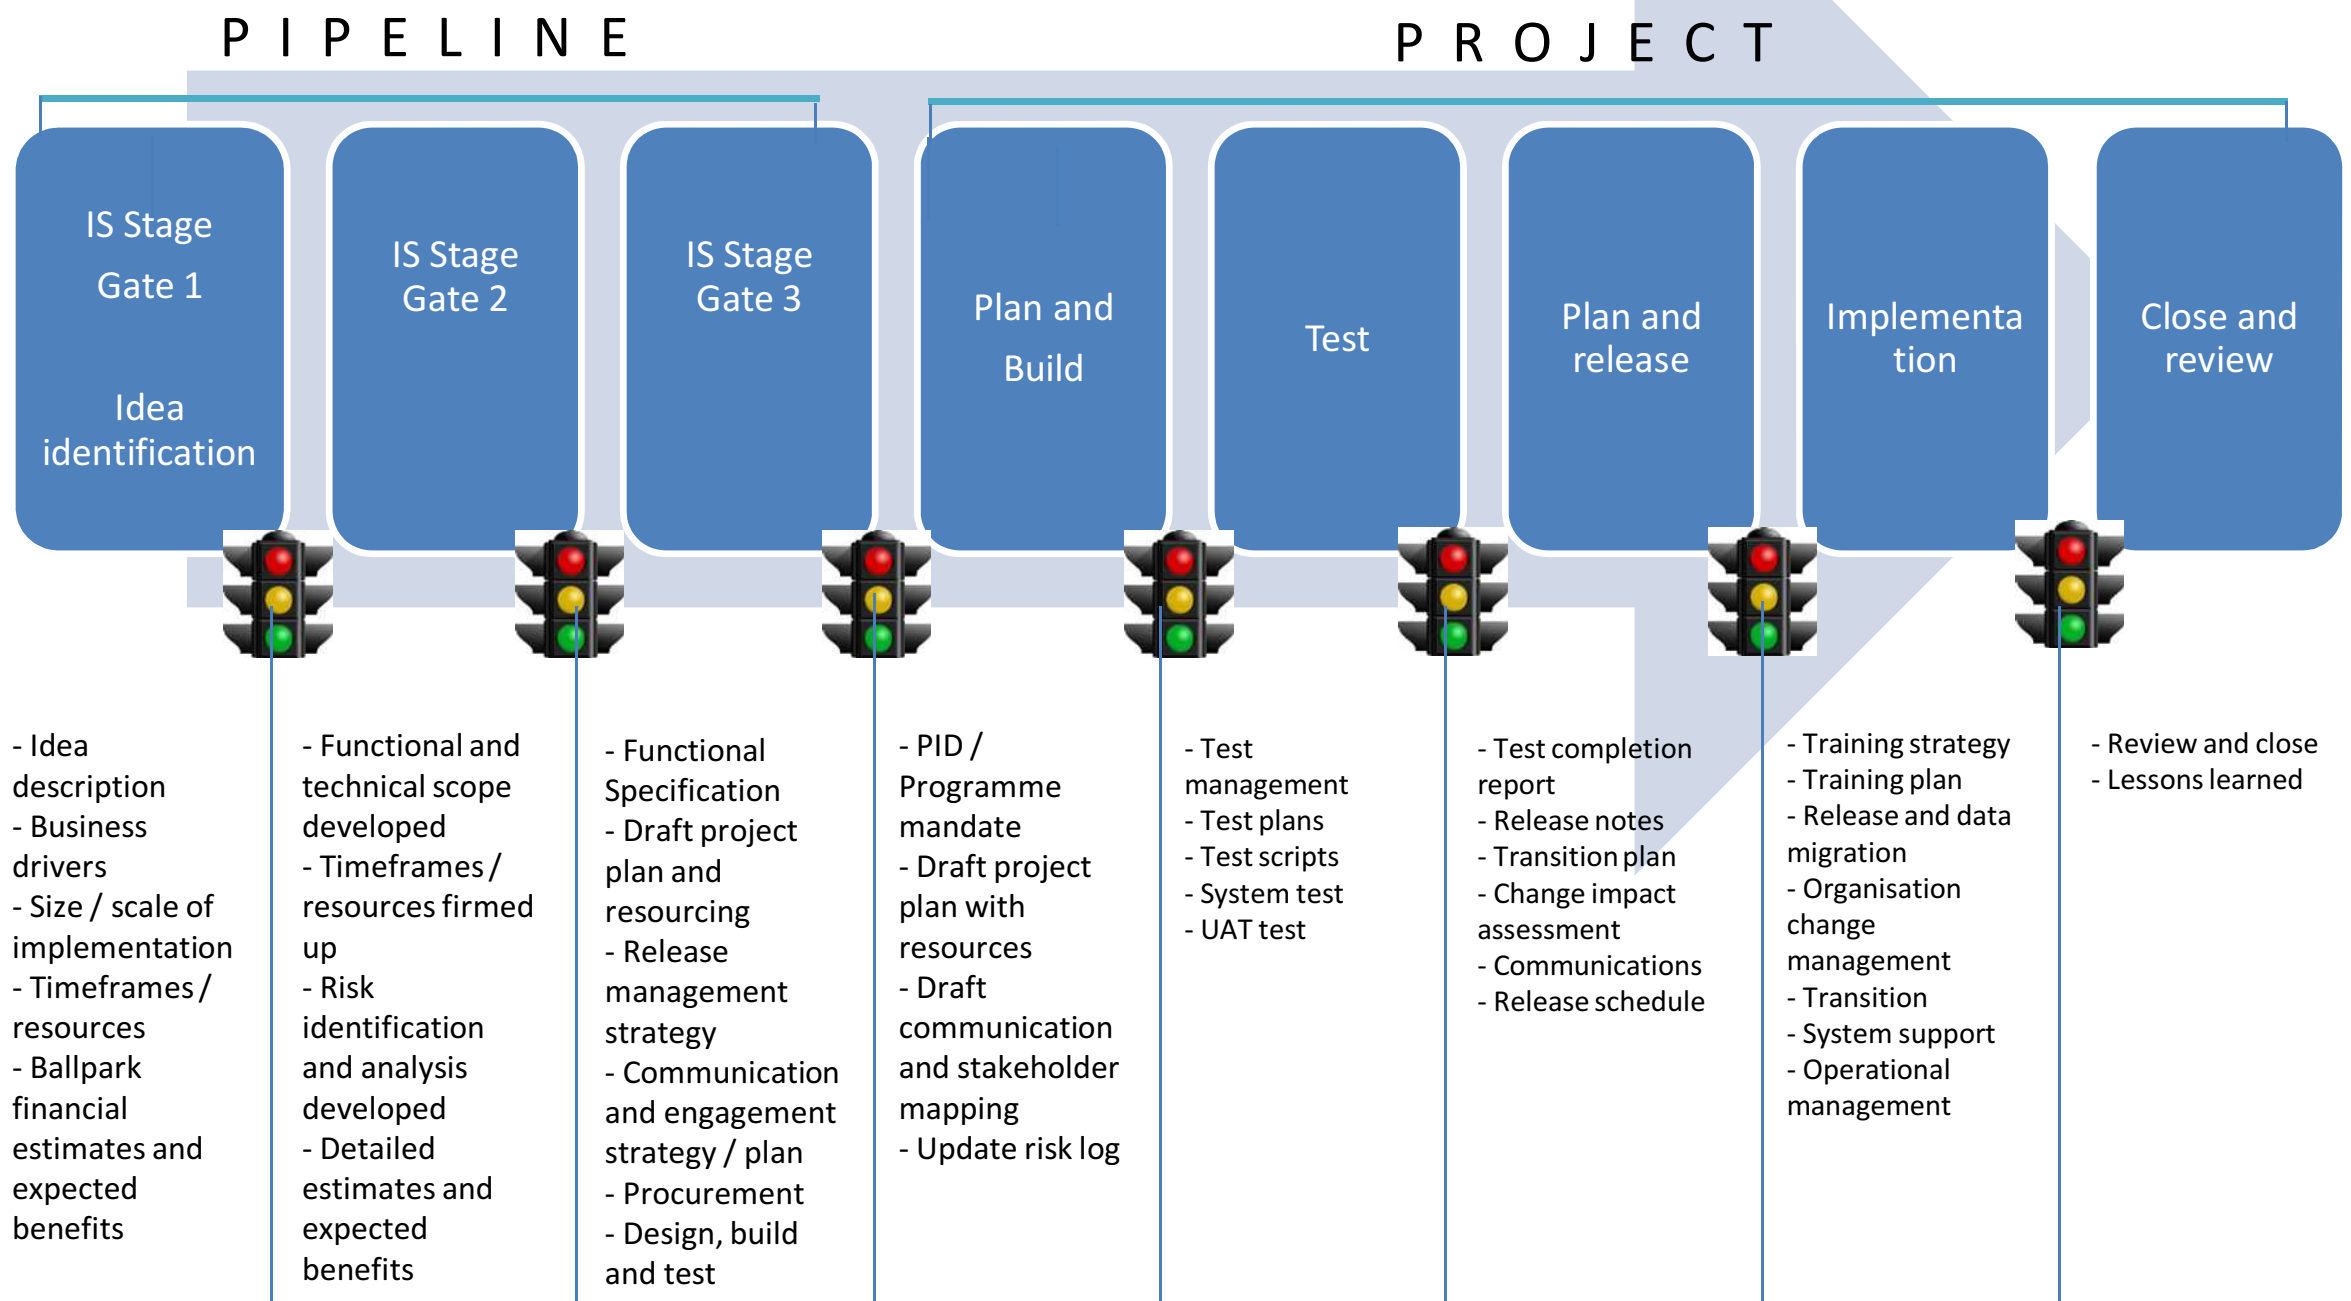 P I P E L I N E
P R O J E C T
IS Stage
Gate 1
Idea
identification
IS Stage
Gate 2
IS Stage
Gate 3
Plan and
Build
Test
Plan and
release
Implementa
tion
Close and
review
- Idea
description
- Business
drivers
- Size / scale of
implementation
- Timeframes /
resources
- Ballpark
financial
estimates and
expected
benefits
- Functional and
technical scope
developed
- Timeframes /
resources firmed
up
- Risk
identification
and analysis
developed
- Detailed
estimates and
expected
benefits
- Functional
Specification
- Draft project
plan and
resourcing
- Release
management
strategy
- Communication
and engagement
strategy / plan
- Procurement
- Design, build
and test
- PID /
Programme
mandate
- Draft project
plan with
resources
- Draft
communication
and stakeholder
mapping
- Update risk log
- Test
management
- Test plans
- Test scripts
- System test
- UAT test
- Test completion
report
- Release notes
- Transition plan
- Change impact
assessment
- Communications
- Release schedule
- Training strategy
- Training plan
- Release and data
migration
- Organisation
change
management
- Transition
- System support
- Operational
management
- Review and close
- Lessons learned